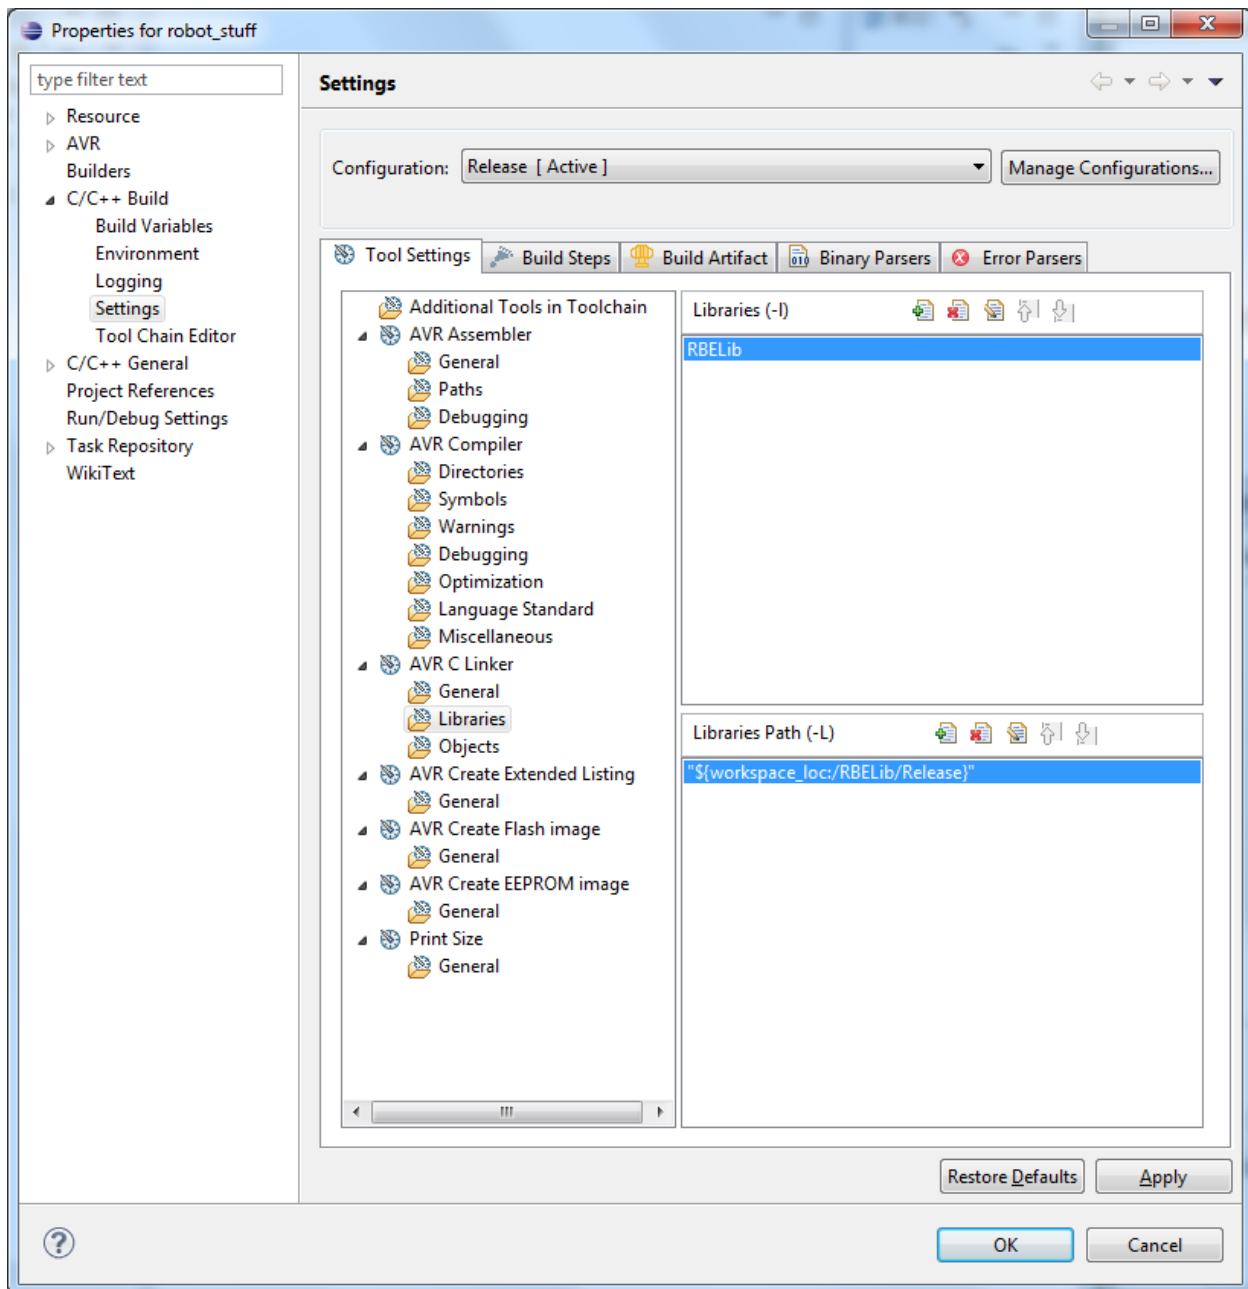 Properties for robot_stuff
type filter text
Resource
AVR
Builders
C/C++ Build
Build Variables
Environment
Logging
Settings
Tool Chain Editor
C/C++ General
Project References
Run/Debug Settings
Task Repository
WikiText
Settings
Configuration: Release [ Active ] Manage Configurations...
Tool Settings Build Steps Build Artifact Binary Parsers Error Parsers
Additional Tools in Toolchain
AVR Assembler
General
Paths
Debugging
AVR Compiler
Directories
Symbols
Warnings
Debugging
Optimization
Language Standard
Miscellaneous
AVR C Linker
General
Libraries
Objects
AVR Create Extended Listing
General
AVR Create Flash image
General
AVR Create EEPROM image
General
Print Size
General
Libraries (-l)
RBELib
Libraries Path (-L)
"${workspace_loc:/RBELib/Release}"
Restore Defaults Apply
OK Cancel